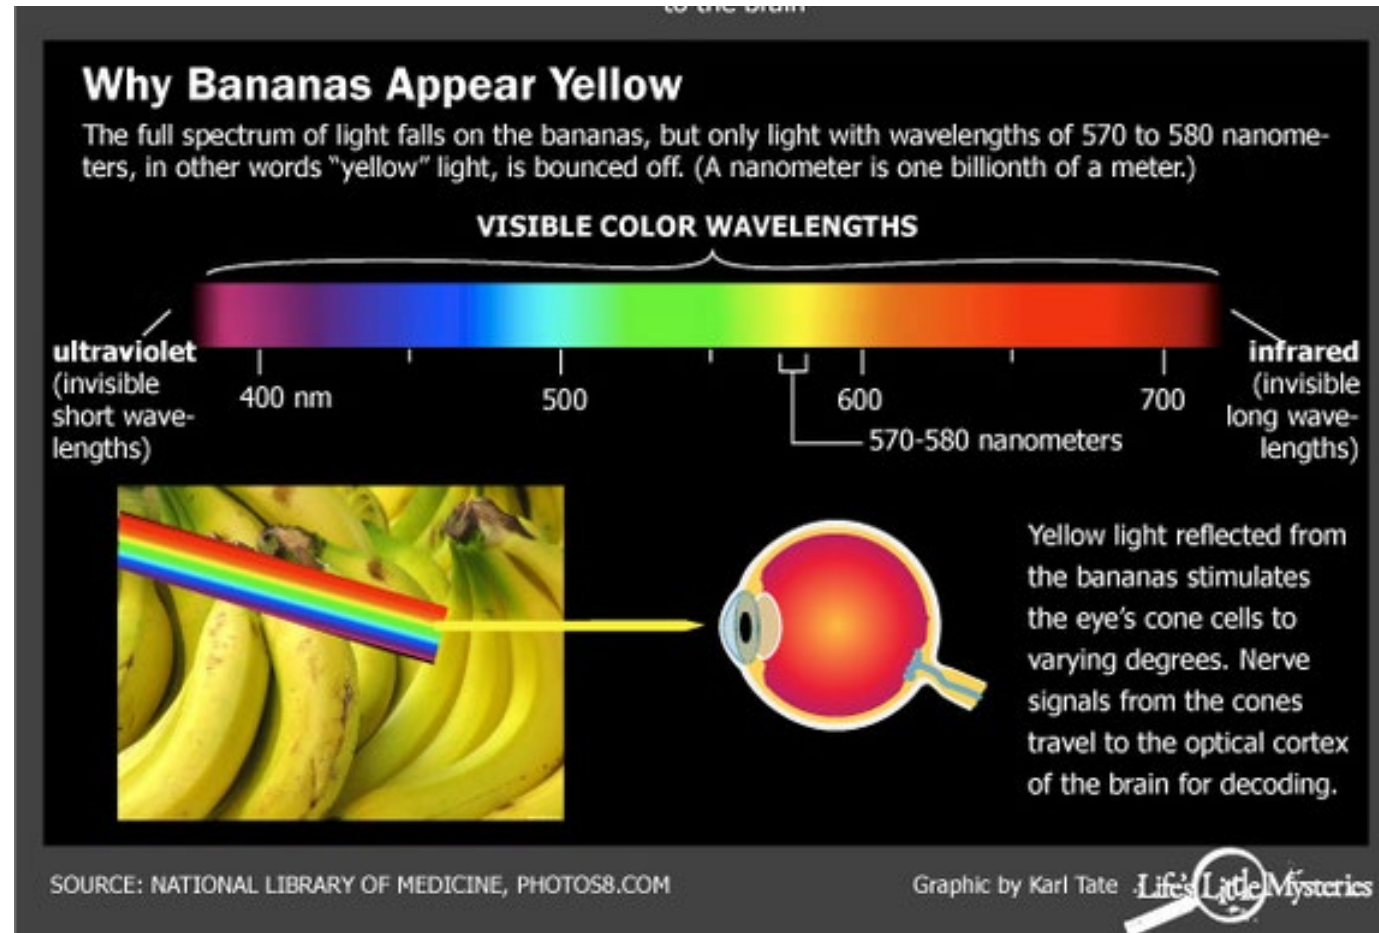 to the brain
Why Bananas Appear Yellow
The full spectrum of light falls on the bananas, but only light with wavelengths of 570 to 580 nanome-
ters, in other words “yellow” light, is bounced off. (A nanometer is one billionth of a meter.)
VISIBLE COLOR WAVELENGTHS
ultraviolet
(invisible
short wave-
lengths)
400 nm
500
600
700
infrared
(invisible
long wave-
lengths)
570-580 nanometers
Yellow light reflected from
the bananas stimulates
the eye’s cone cells to
varying degrees. Nerve
signals from the cones
travel to the optical cortex
of the brain for decoding.
SOURCE: NATIONAL LIBRARY OF MEDICINE, PHOTOS8.COM
Graphic by Karl Tate
Life's Little Mysteries